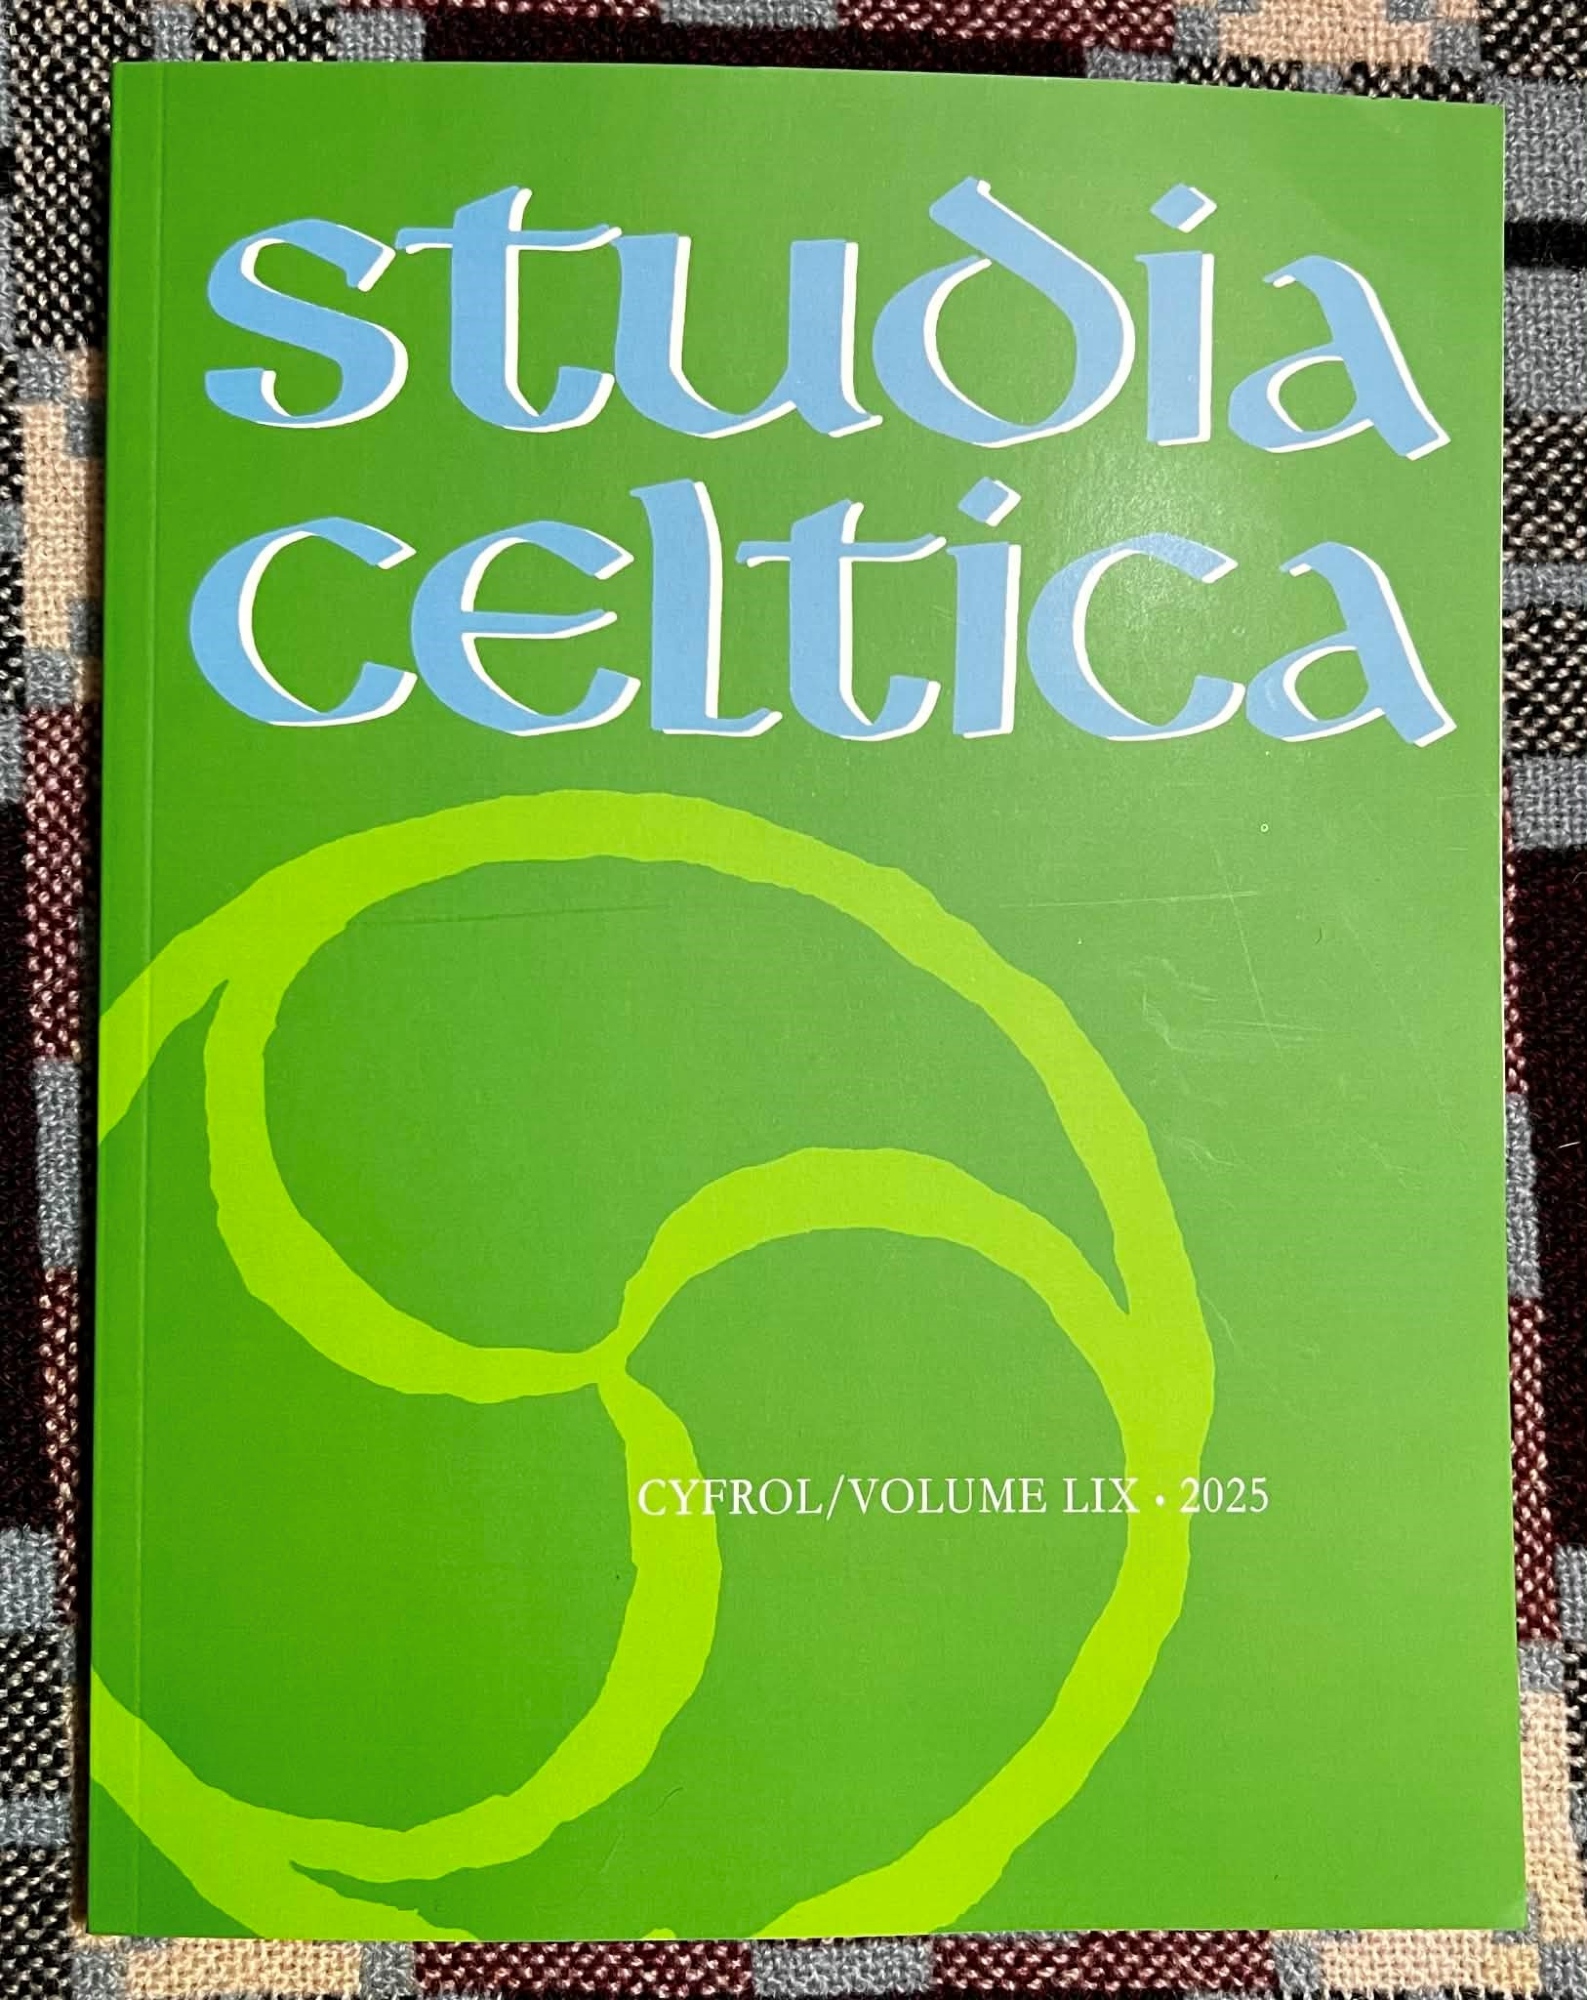 studia
celtica
CYFROL/VOLUME LIX · 2025